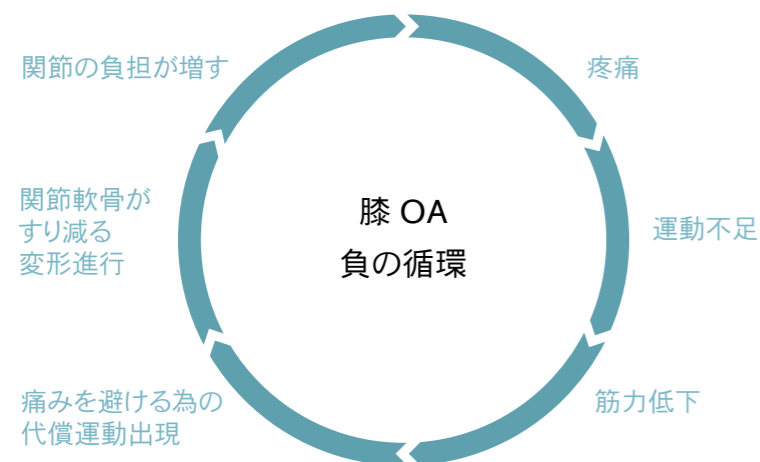 関節の負担が増す
疼痛
関節軟骨が
すり減る
変形進行
膝 OA
負の循環
運動不足
痛みを避ける為の
代償運動出現
筋力低下